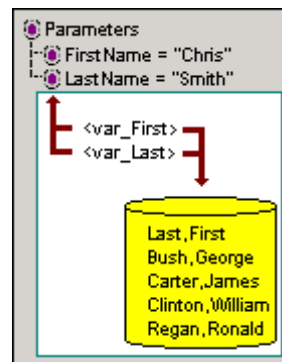 Parameters
FirstName = "Chris"
LastName = "Smith"
<var_First>
<var_Last>
Last,First
Bush,George
Carter,James
Clinton,William
Regan,Ronald